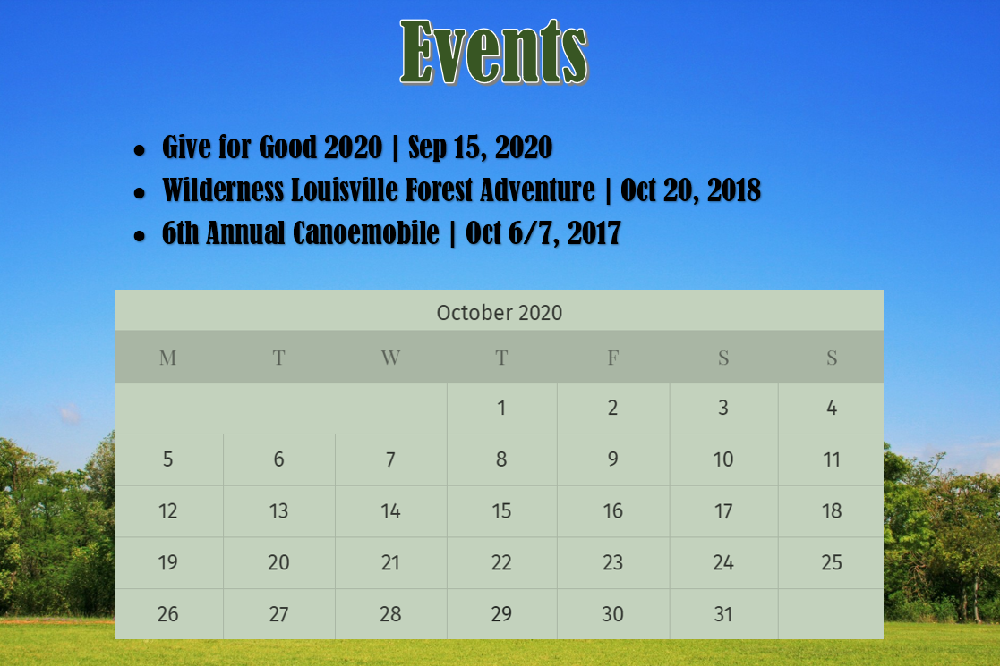 Events
Give for Good 2020 | Sep 15, 2020
Wilderness Louisville Forest Adventure | Oct 20, 2018
6th Annual Canoemobile | Oct 6/7, 2017
October 2020
M T W T F S S
1 2 3 4
5 6 7 8 9 10 11
12 13 14 15 16 17 18
19 20 21 22 23 24 25
26 27 28 29 30 31